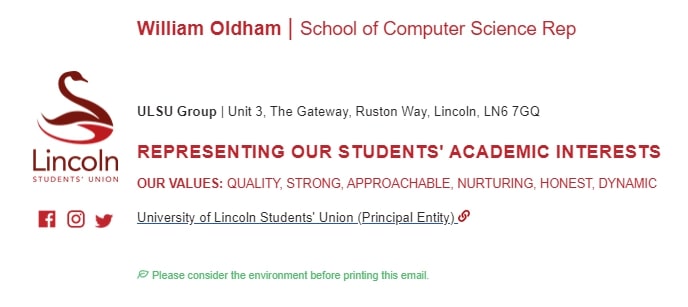 William Oldham | School of Computer Science Rep
ULSU Group | Unit 3, The Gateway, Ruston Way, Lincoln, LN6 7GQ
Lincoln
STUDENTS' UNION
REPRESENTING OUR STUDENTS' ACADEMIC INTERESTS
OUR VALUES: QUALITY, STRONG, APPROACHABLE, NURTURING, HONEST, DYNAMIC
University of Lincoln Students' Union (Principal Entity)
Please consider the environment before printing this email.